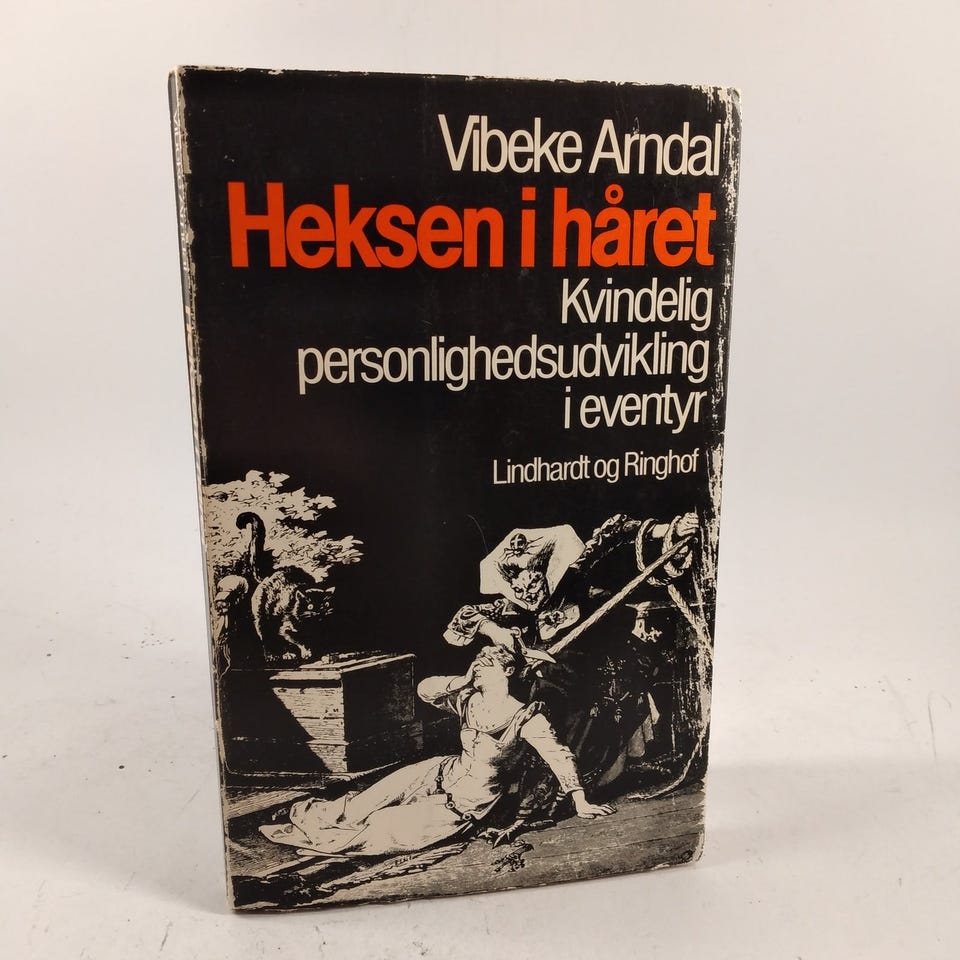 Vibeke Arndal
Heksen i håret
Kvindelig
personlighedsudvikling
i eventyr
Lindhardt og Ringhof